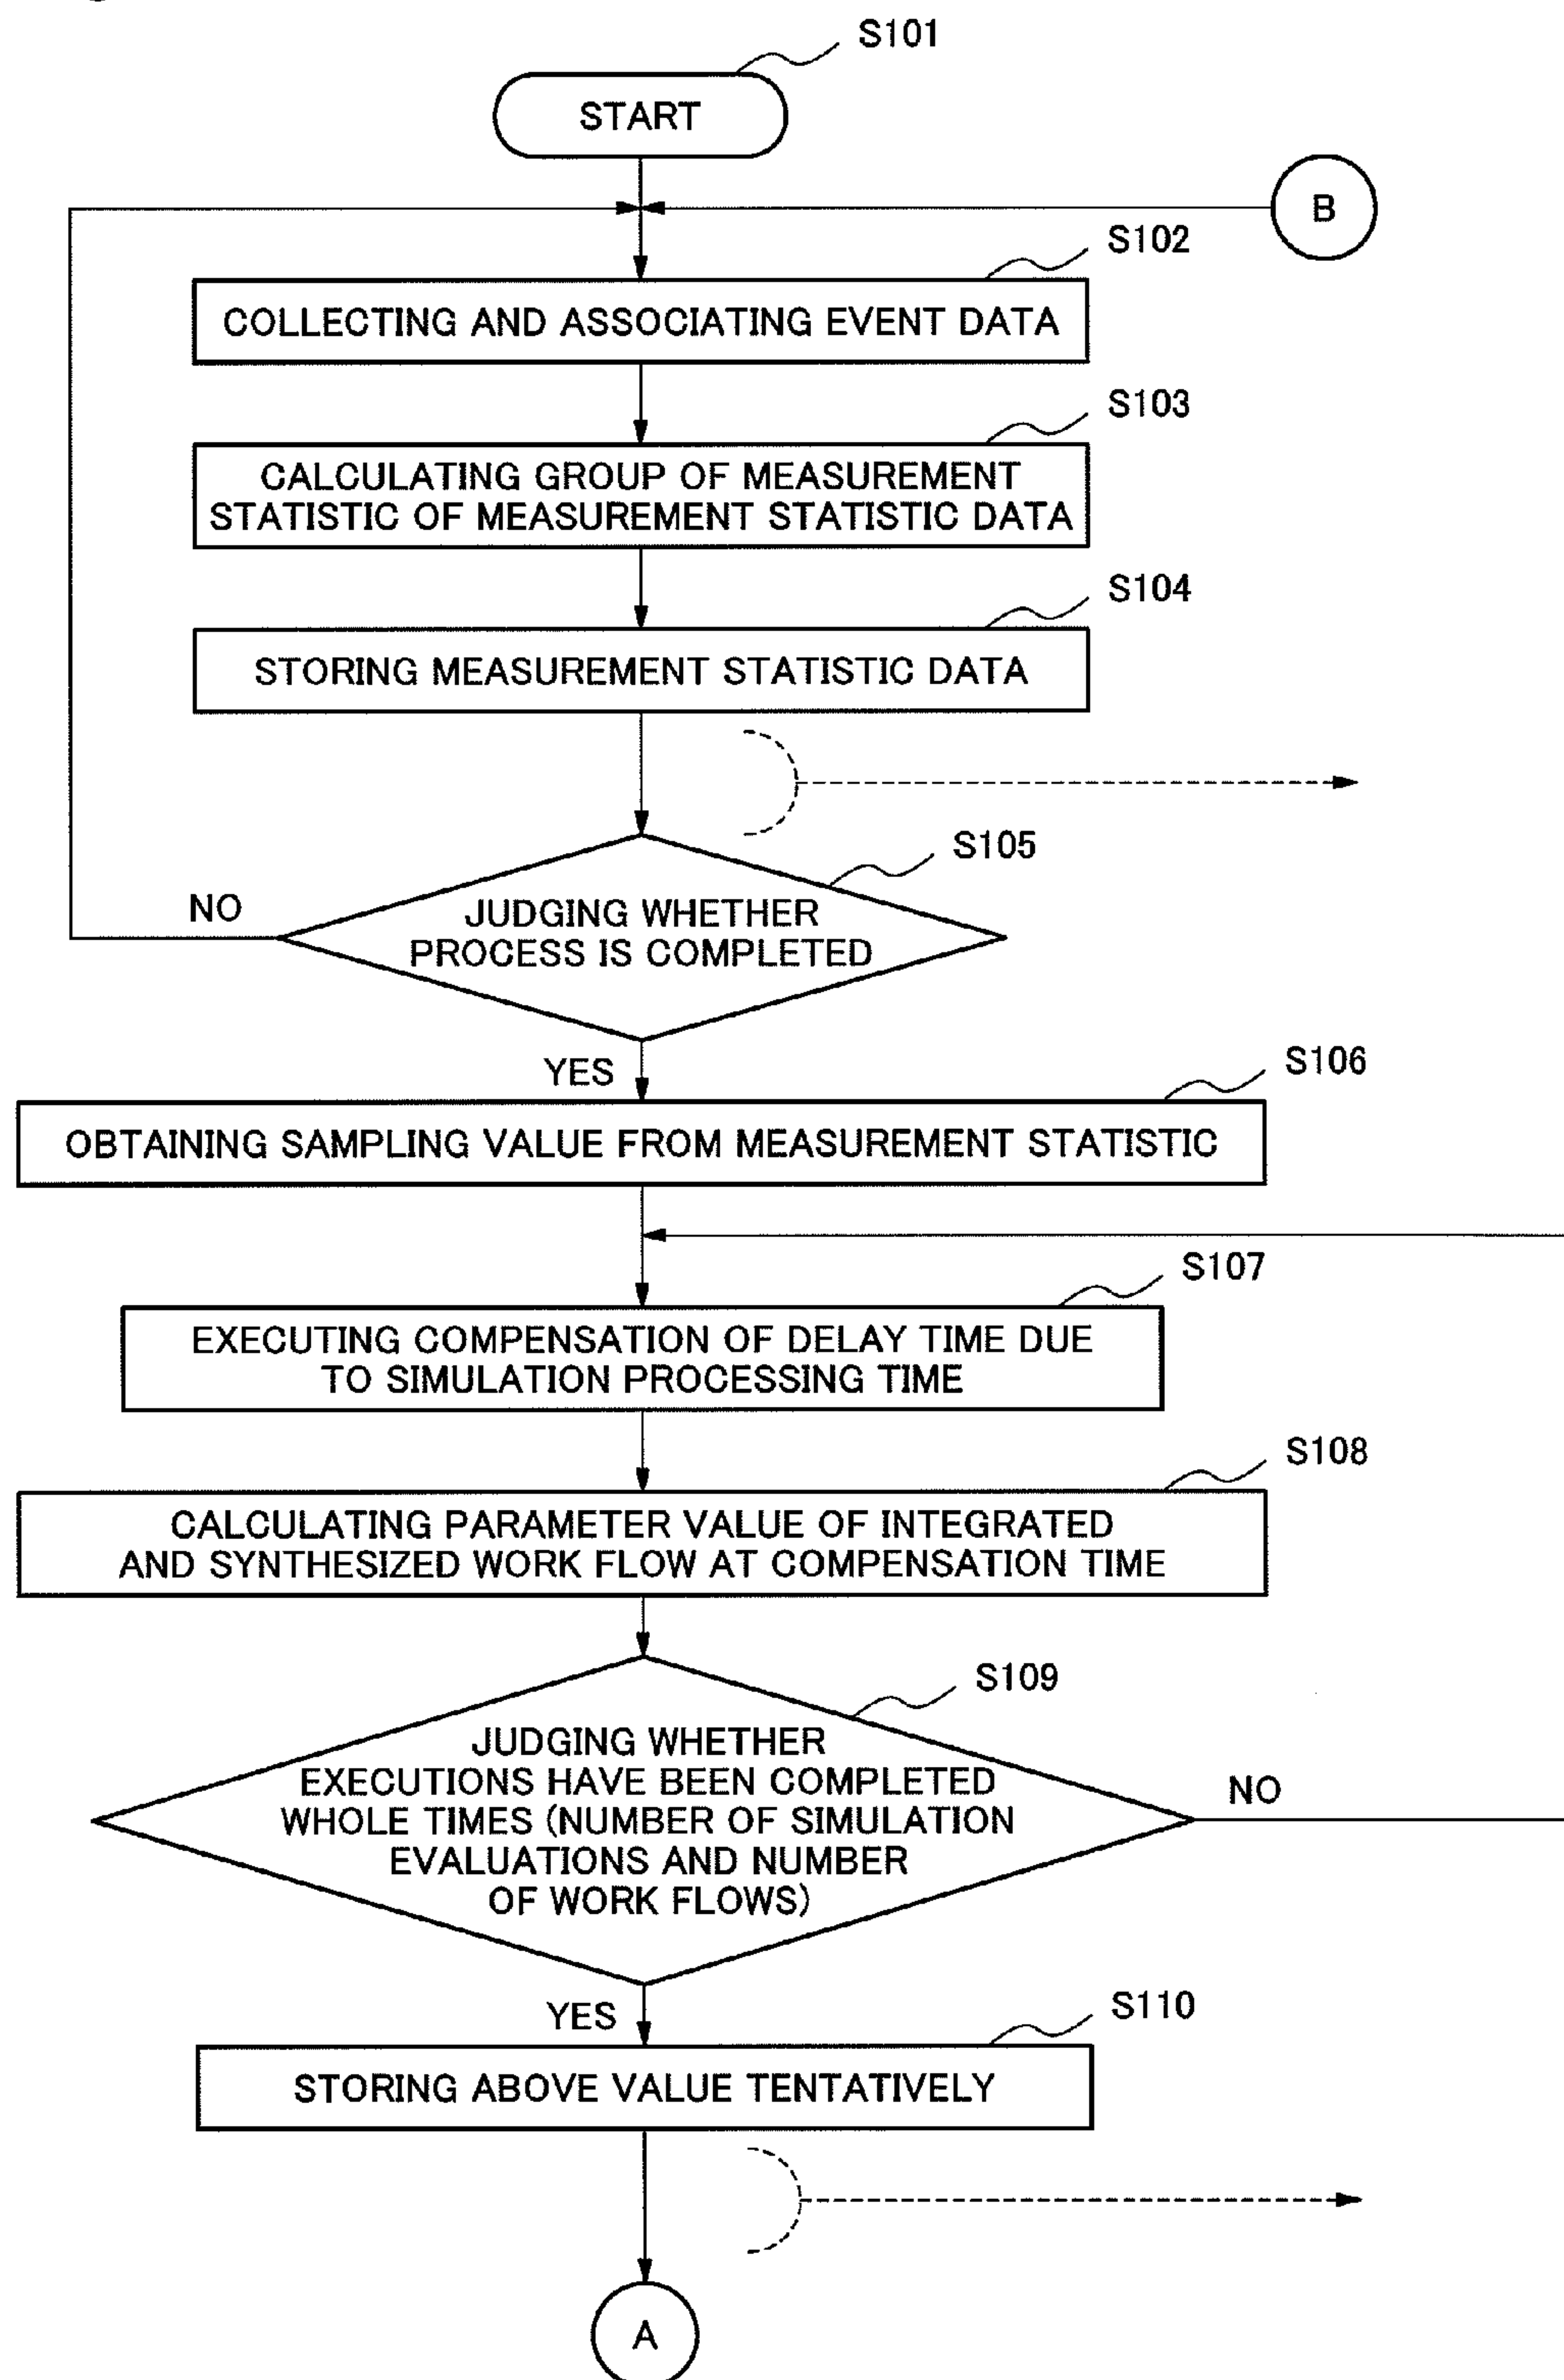 S101
START
B
S102
COLLECTING AND ASSOCIATING EVENT DATA
S103
CALCULATING GROUP OF MEASUREMENT
STATISTIC OF MEASUREMENT STATISTIC DATA
S104
STORING MEASUREMENT STATISTIC DATA
S105
NO
JUDGING WHETHER
PROCESS IS COMPLETED
YES
S106
OBTAINING SAMPLING VALUE FROM MEASUREMENT STATISTIC
S107
EXECUTING COMPENSATION OF DELAY TIME DUE
TO SIMULATION PROCESSING TIME
S108
CALCULATING PARAMETER VALUE OF INTEGRATED
AND SYNTHESIZED WORK FLOW AT COMPENSATION TIME
S109
JUDGING WHETHER
EXECUTIONS HAVE BEEN COMPLETED
WHOLE TIMES (NUMBER OF SIMULATION
EVALUATIONS AND NUMBER
OF WORK FLOWS)
NO
YES
S110
STORING ABOVE VALUE TENTATIVELY
A